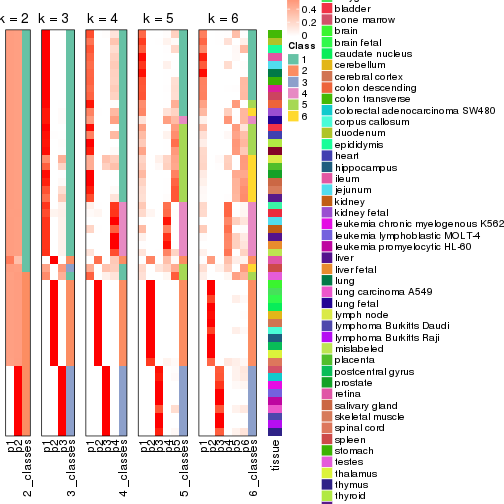 k = 2
k = 3
k = 4
k = 5
k = 6
p1
p2
2_classes
p1
p2
p3
3_classes
p1
p2
p3
p4
4_classes
p1
p2
p3
p4
p5
5_classes
p1
p2
p3
p4
p5
p6
6_classes
tissue
0.4
0.2
0
Class
1
2
3
4
5
6
bladder
bone marrow
brain
brain fetal
caudate nucleus
cerebellum
cerebral cortex
colon descending
colon transverse
colorectal adenocarcinoma SW480
corpus callosum
duodenum
epididymis
heart
hippocampus
ileum
jejunum
kidney
kidney fetal
leukemia chronic myelogenous K562
leukemia lymphoblastic MOLT-4
leukemia promyelocytic HL-60
liver
liver fetal
lung
lung carcinoma A549
lung fetal
lymph node
lymphoma Burkitts Daudi
lymphoma Burkitts Raji
mislabeled
placenta
postcentral gyrus
prostate
retina
salivary gland
skeletal muscle
spinal cord
spleen
stomach
testes
thalamus
thymus
thyroid